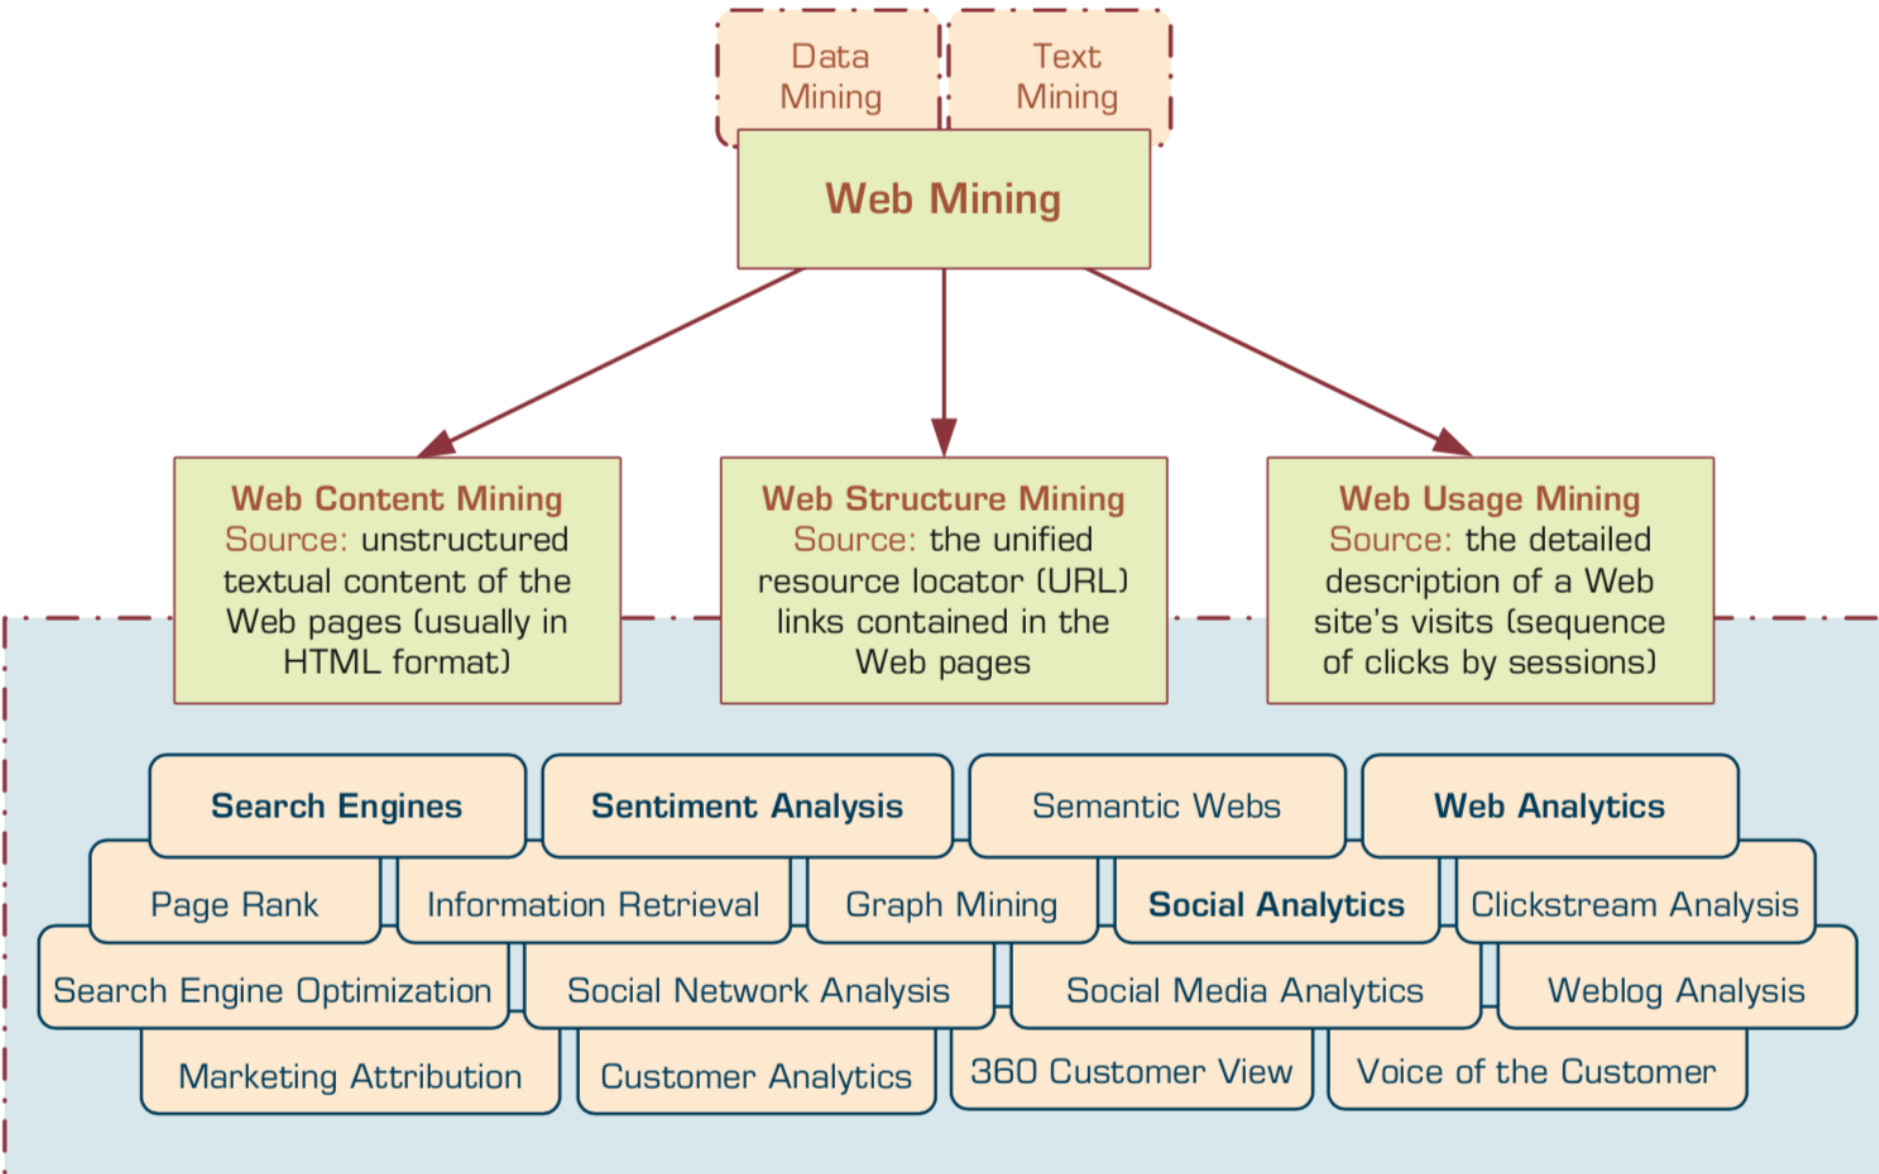 Data
Mining
Text
Mining
Web Mining
Web Content Mining
Source: unstructured
textual content of the
Web pages (usually in
HTML format)
Web Structure Mining
Source: the unified
resource locator (URL)
links contained in the
Web pages
Web Usage Mining
Source: the detailed
description of a Web
site's visits (sequence
of clicks by sessions)
Search Engines
Sentiment Analysis
Semantic Webs
Web Analytics
Page Rank
Information Retrieval
Graph Mining
Social Analytics
Clickstream Analysis
Search Engine Optimization
Social Network Analysis
Social Media Analytics
Weblog Analysis
Marketing Attribution
Customer Analytics
360 Customer View
Voice of the Customer